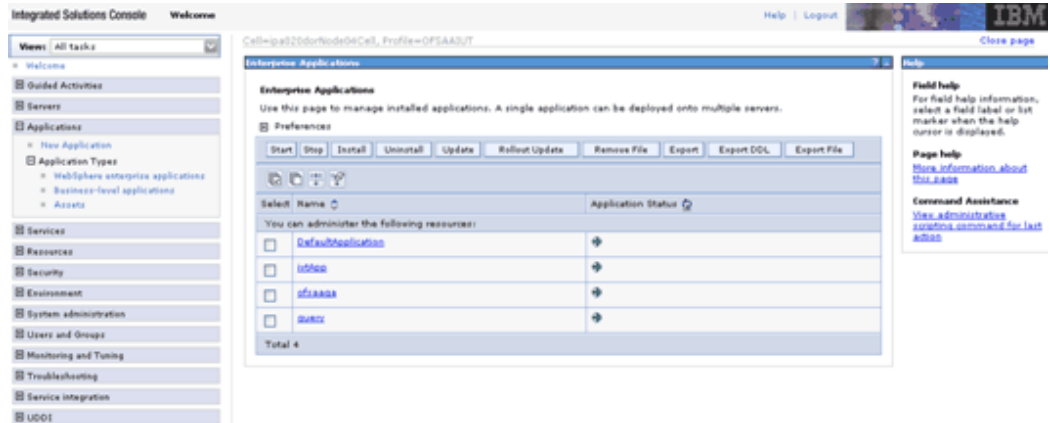 Integrated Solutions Console Welcome Help | Logout IBM
View: All tasks
Welcome
Guided Activities
Servers
Applications
New Application
Application Types
WebSphere enterprise applications
Business-level applications
Assets
Services
Resources
Security
Environment
System administration
Users and Groups
Monitoring and Tuning
Troubleshooting
Service integration
UDDI
Cell=ipa020dorNode04Cell, Profile=OFSAA3UT
Close page
Enterprise Applications ? -
Enterprise Applications
Use this page to manage installed applications. A single application can be deployed onto multiple servers.
Preferences
Start Stop Install Uninstall Update Rollout Update Remove File Export Export DDL Export File
Select Name Application Status
You can administer the following resources:
DefaultApplication
ivtApp
ofsaaga
query
Total 4
Help
Field help
For field help information,
select a field label or list
marker when the help
cursor is displayed.
Page help
More information about
this page
Command Assistance
View administrative
scripting command for last
action